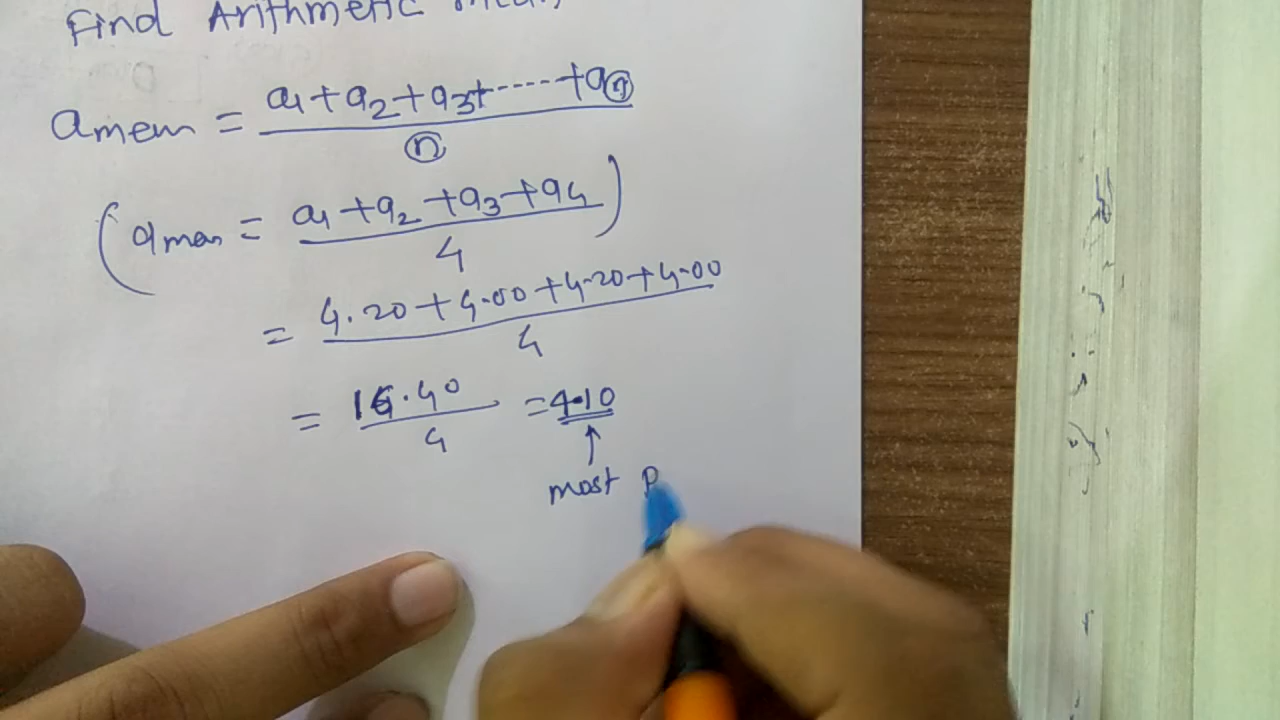 Find Arithmetic mean
amean = a1 + a2 + a3 + ...... + an / n
(amean = a1 + a2 + a3 + a4 / 4)
= 4.20 + 4.00 + 4.20 + 4.00 / 4
= 16.40 / 4 = 4.10
↑
most P